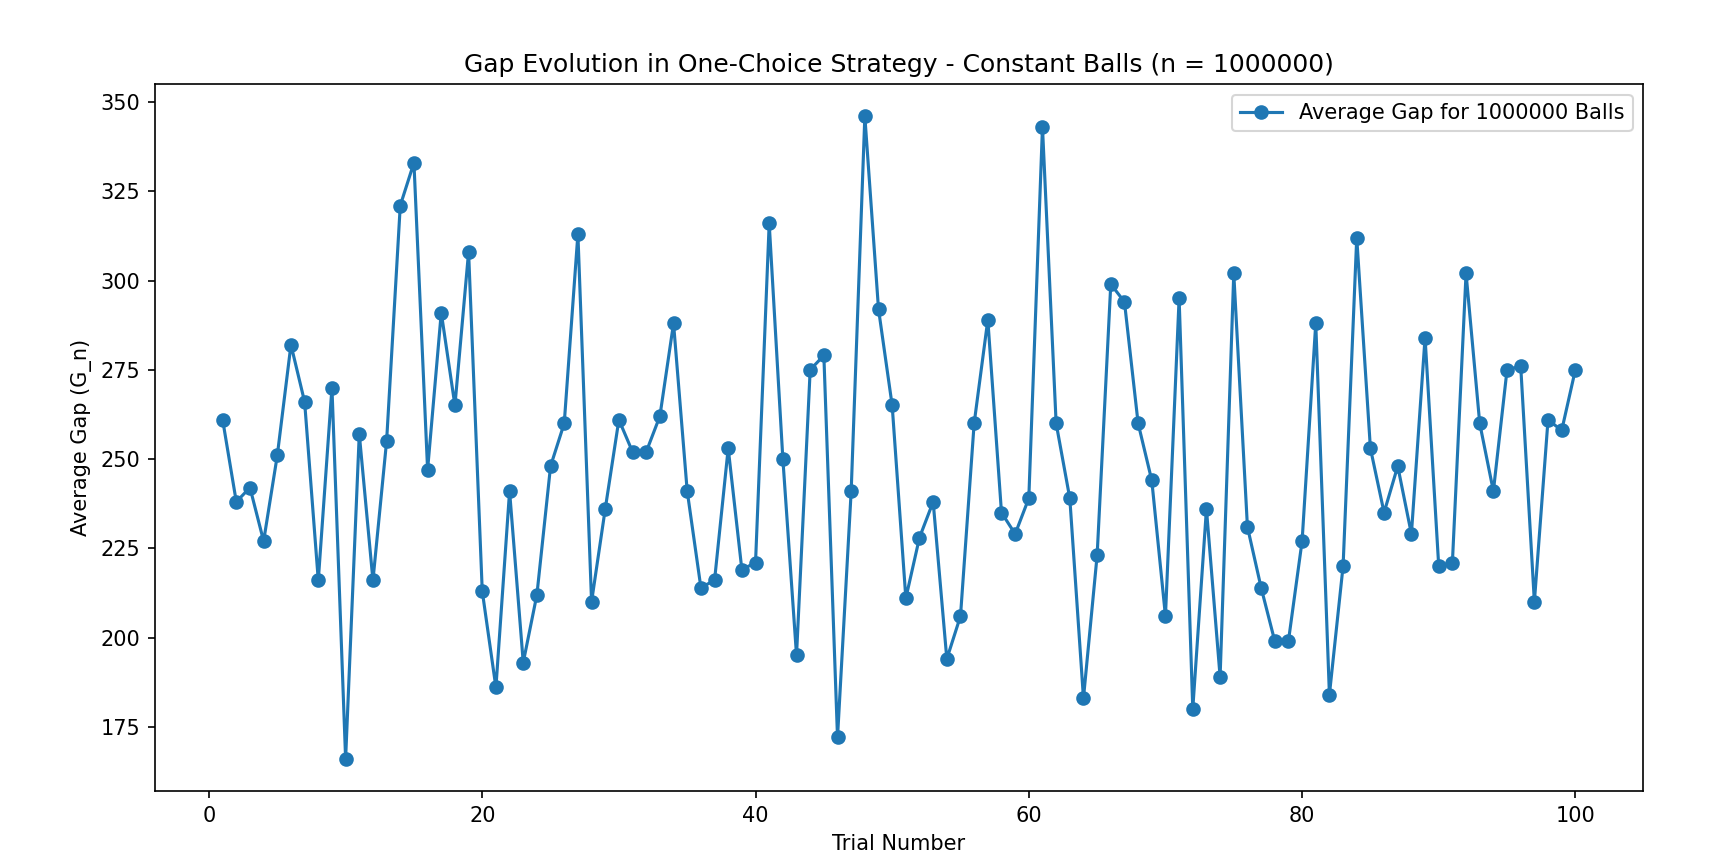 Gap Evolution in One-Choice Strategy - Constant Balls (n = 1000000)
Average Gap for 1000000 Balls
Average Gap (G_n)
350
325
300
275
250
225
200
175
0 20 40 60 80 100
Trial Number